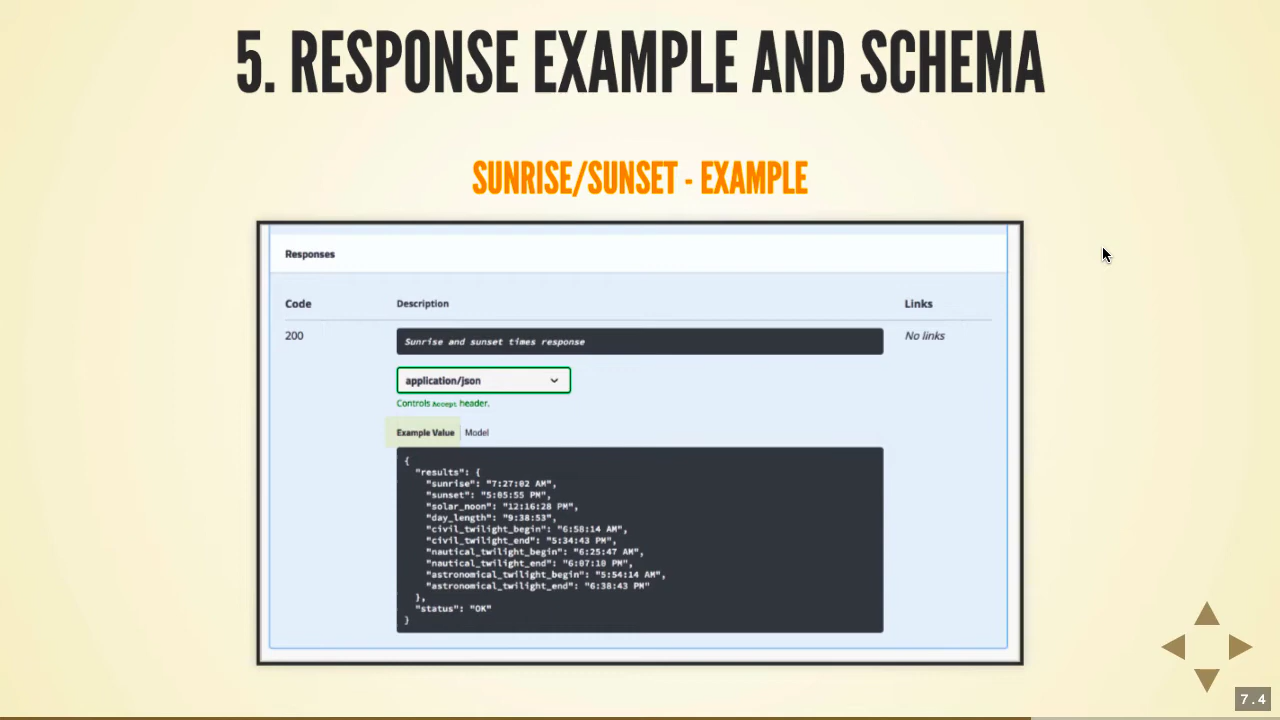 5. RESPONSE EXAMPLE AND SCHEMA
SUNRISE/SUNSET - EXAMPLE
Responses
Code Description Links
200 Sunrise and sunset times response No links
application/json
Controls Accept header.
Example Value Model
{
"results": {
"sunrise": "7:27:02 AM",
"sunset": "5:05:55 PM",
"solar_noon": "12:16:28 PM",
"day_length": "9:38:53",
"civil_twilight_begin": "6:58:14 AM",
"civil_twilight_end": "5:34:43 PM",
"nautical_twilight_begin": "6:25:47 AM",
"nautical_twilight_end": "6:07:10 PM",
"astronomical_twilight_begin": "5:54:14 AM",
"astronomical_twilight_end": "6:38:43 PM"
},
"status": "OK"
}
7.4